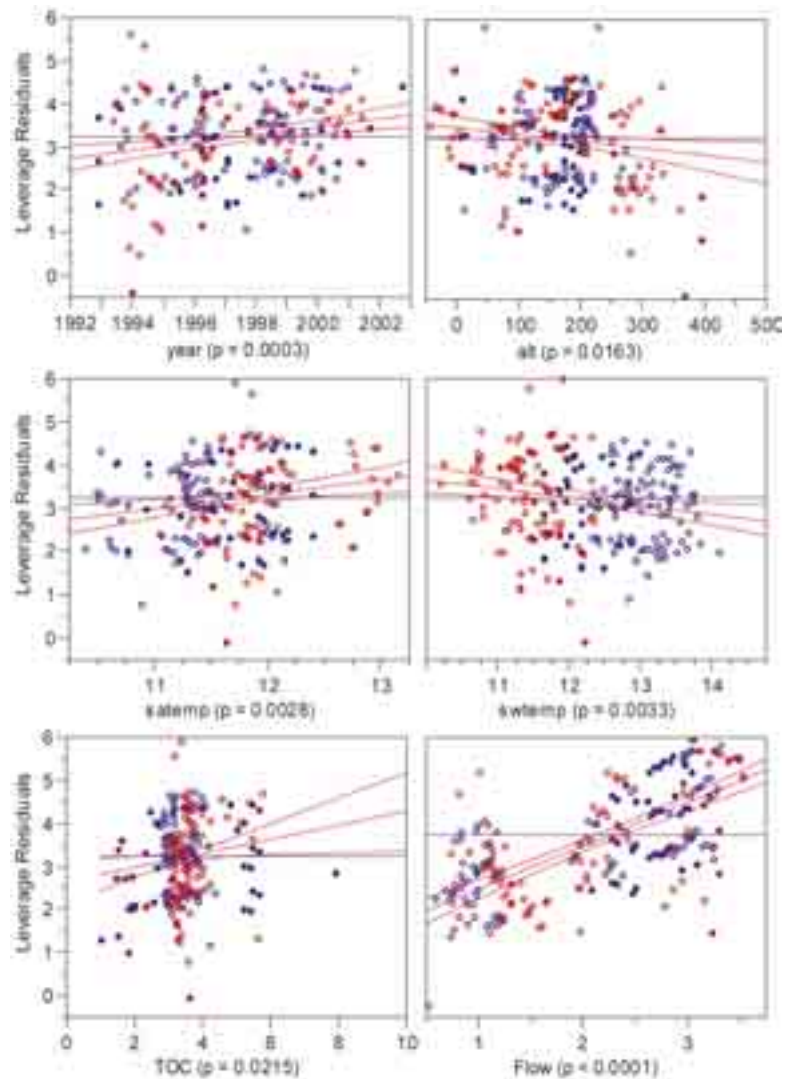 Leverage Residuals
6
5
4
3
2
1
0
1992 1994 1996 1998 2000 2002
year (p = 0.0003)
0 100 200 300 400 500
alt (p = 0.0163)
Leverage Residuals
6
5
4
3
2
1
0
11 12 13
satemp (p = 0.0028)
11 12 13 14
swtemp (p = 0.0033)
Leverage Residuals
6
5
4
3
2
1
0
0 2 4 6 8 10
TOC (p = 0.0215)
1 2 3
Flow (p < 0.0001)